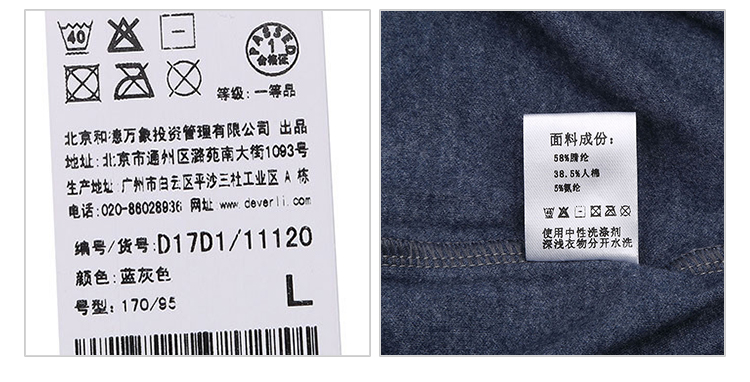 40
PASSED
1
合格证
等级: 一等品
北京和億万象投资管理有限公司 出品
地址: 北京市通州区潞苑南大街1093号
生产地址: 广州市白云区平沙三社工业区 A 栋
电话: 020-86028936 www.deverli.com
编号/货号: D17D1/11120
颜色: 蓝灰色
号型: 170/95
L
面料成份:
58%腈纶
38.5%人棉
5%氨纶
使用中性洗涤剂
深浅衣物分开水洗